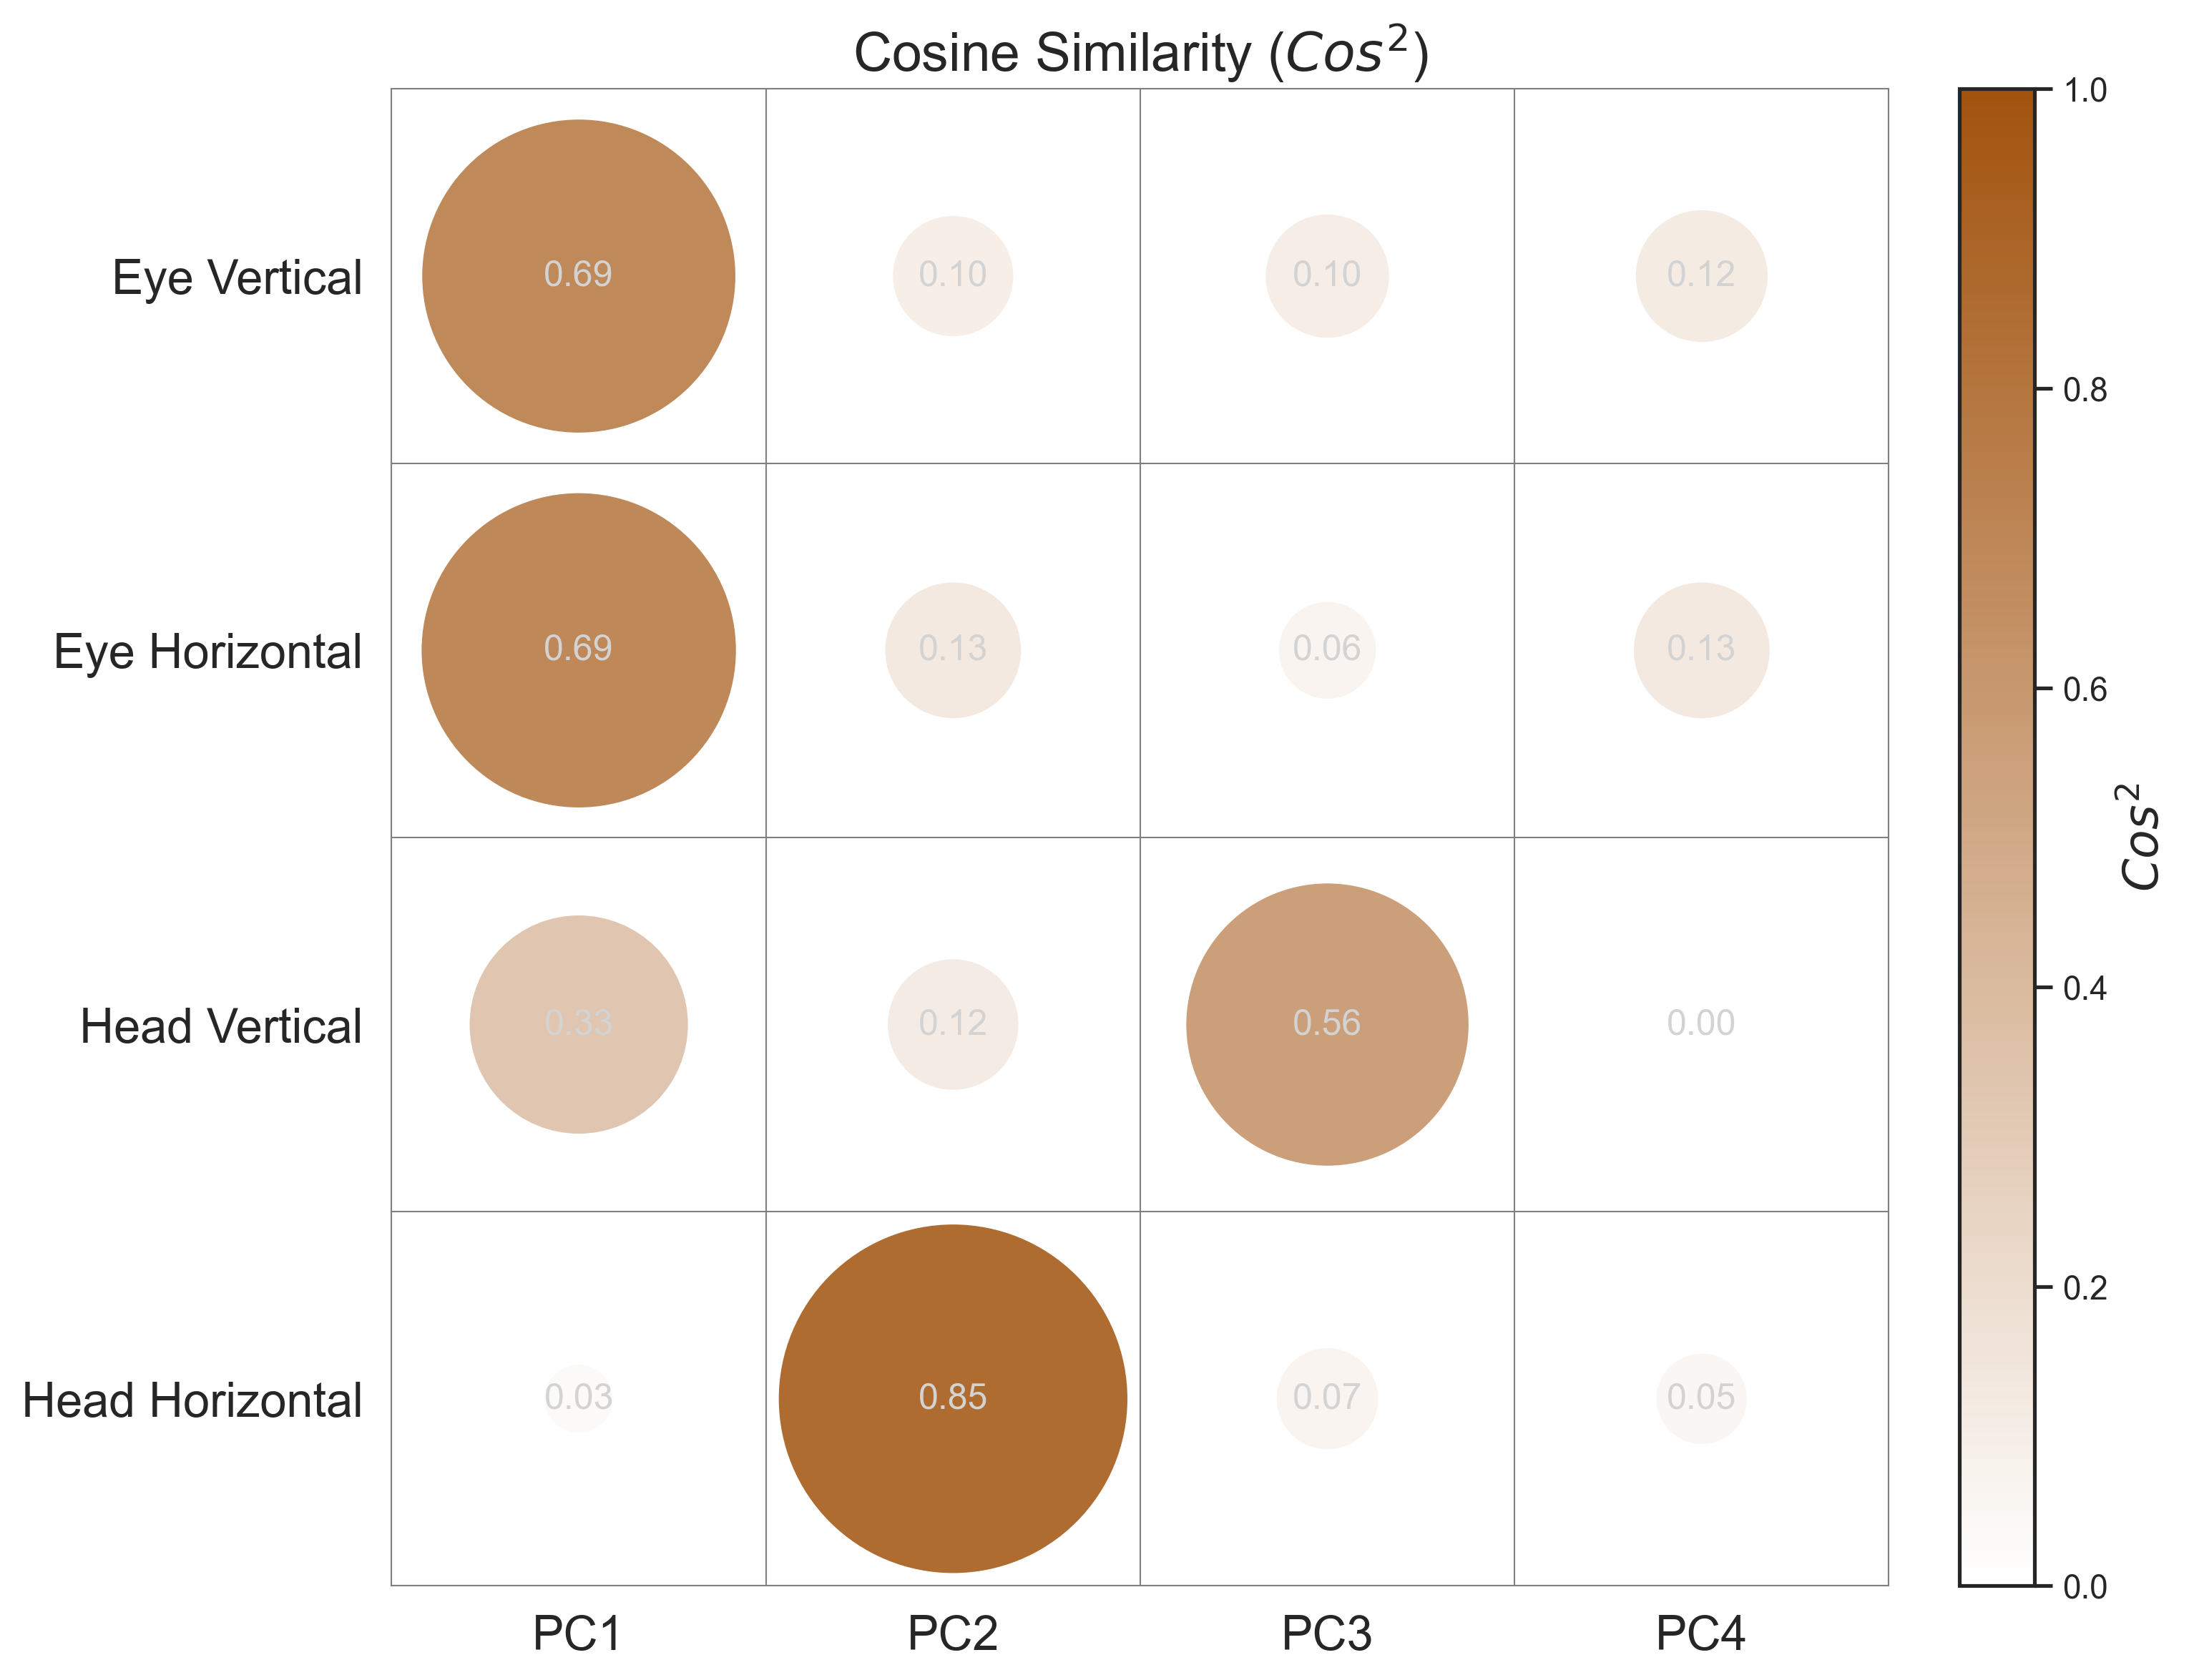 Cosine Similarity (Cos²)
Eye Vertical
0.69
0.10
0.10
0.12
Eye Horizontal
0.69
0.13
0.06
0.13
Head Vertical
0.33
0.12
0.56
0.00
Head Horizontal
0.03
0.85
0.07
0.05
PC1
PC2
PC3
PC4
1.0
0.8
0.6
0.4
0.2
0.0
Cos²